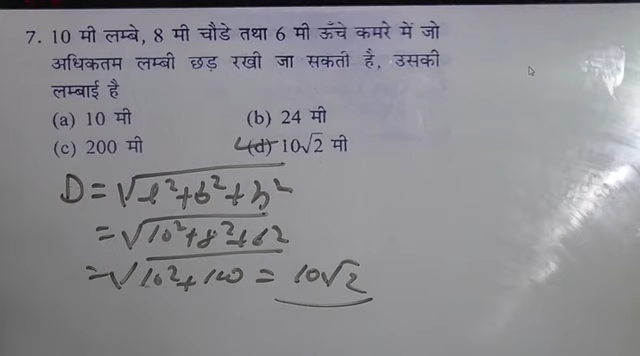 7. 10 मी लम्बे, 8 मी चौडे तथा 6 मी ऊँचे कमरे में जो
अधिकतम लम्बी छड़ रखी जा सकती है, उसकी
लम्बाई है
(a) 10 मी (b) 24 मी
(c) 200 मी (d) 10√2 मी
D = √l²+b²+h²
= √10²+8²+62
= √10²+100 = 10√2